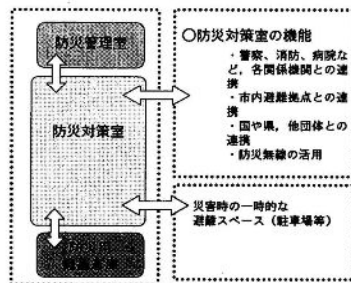 防災管理室
防災対策室
〇防災対策室の機能
・警察、消防、病院な
ど，各関係機関との連
携
・市内避難拠点との連
携
・国や県，他団体との
連携
・防災無線の活用
災害時の一時的な
避難スペース（駐車場等）